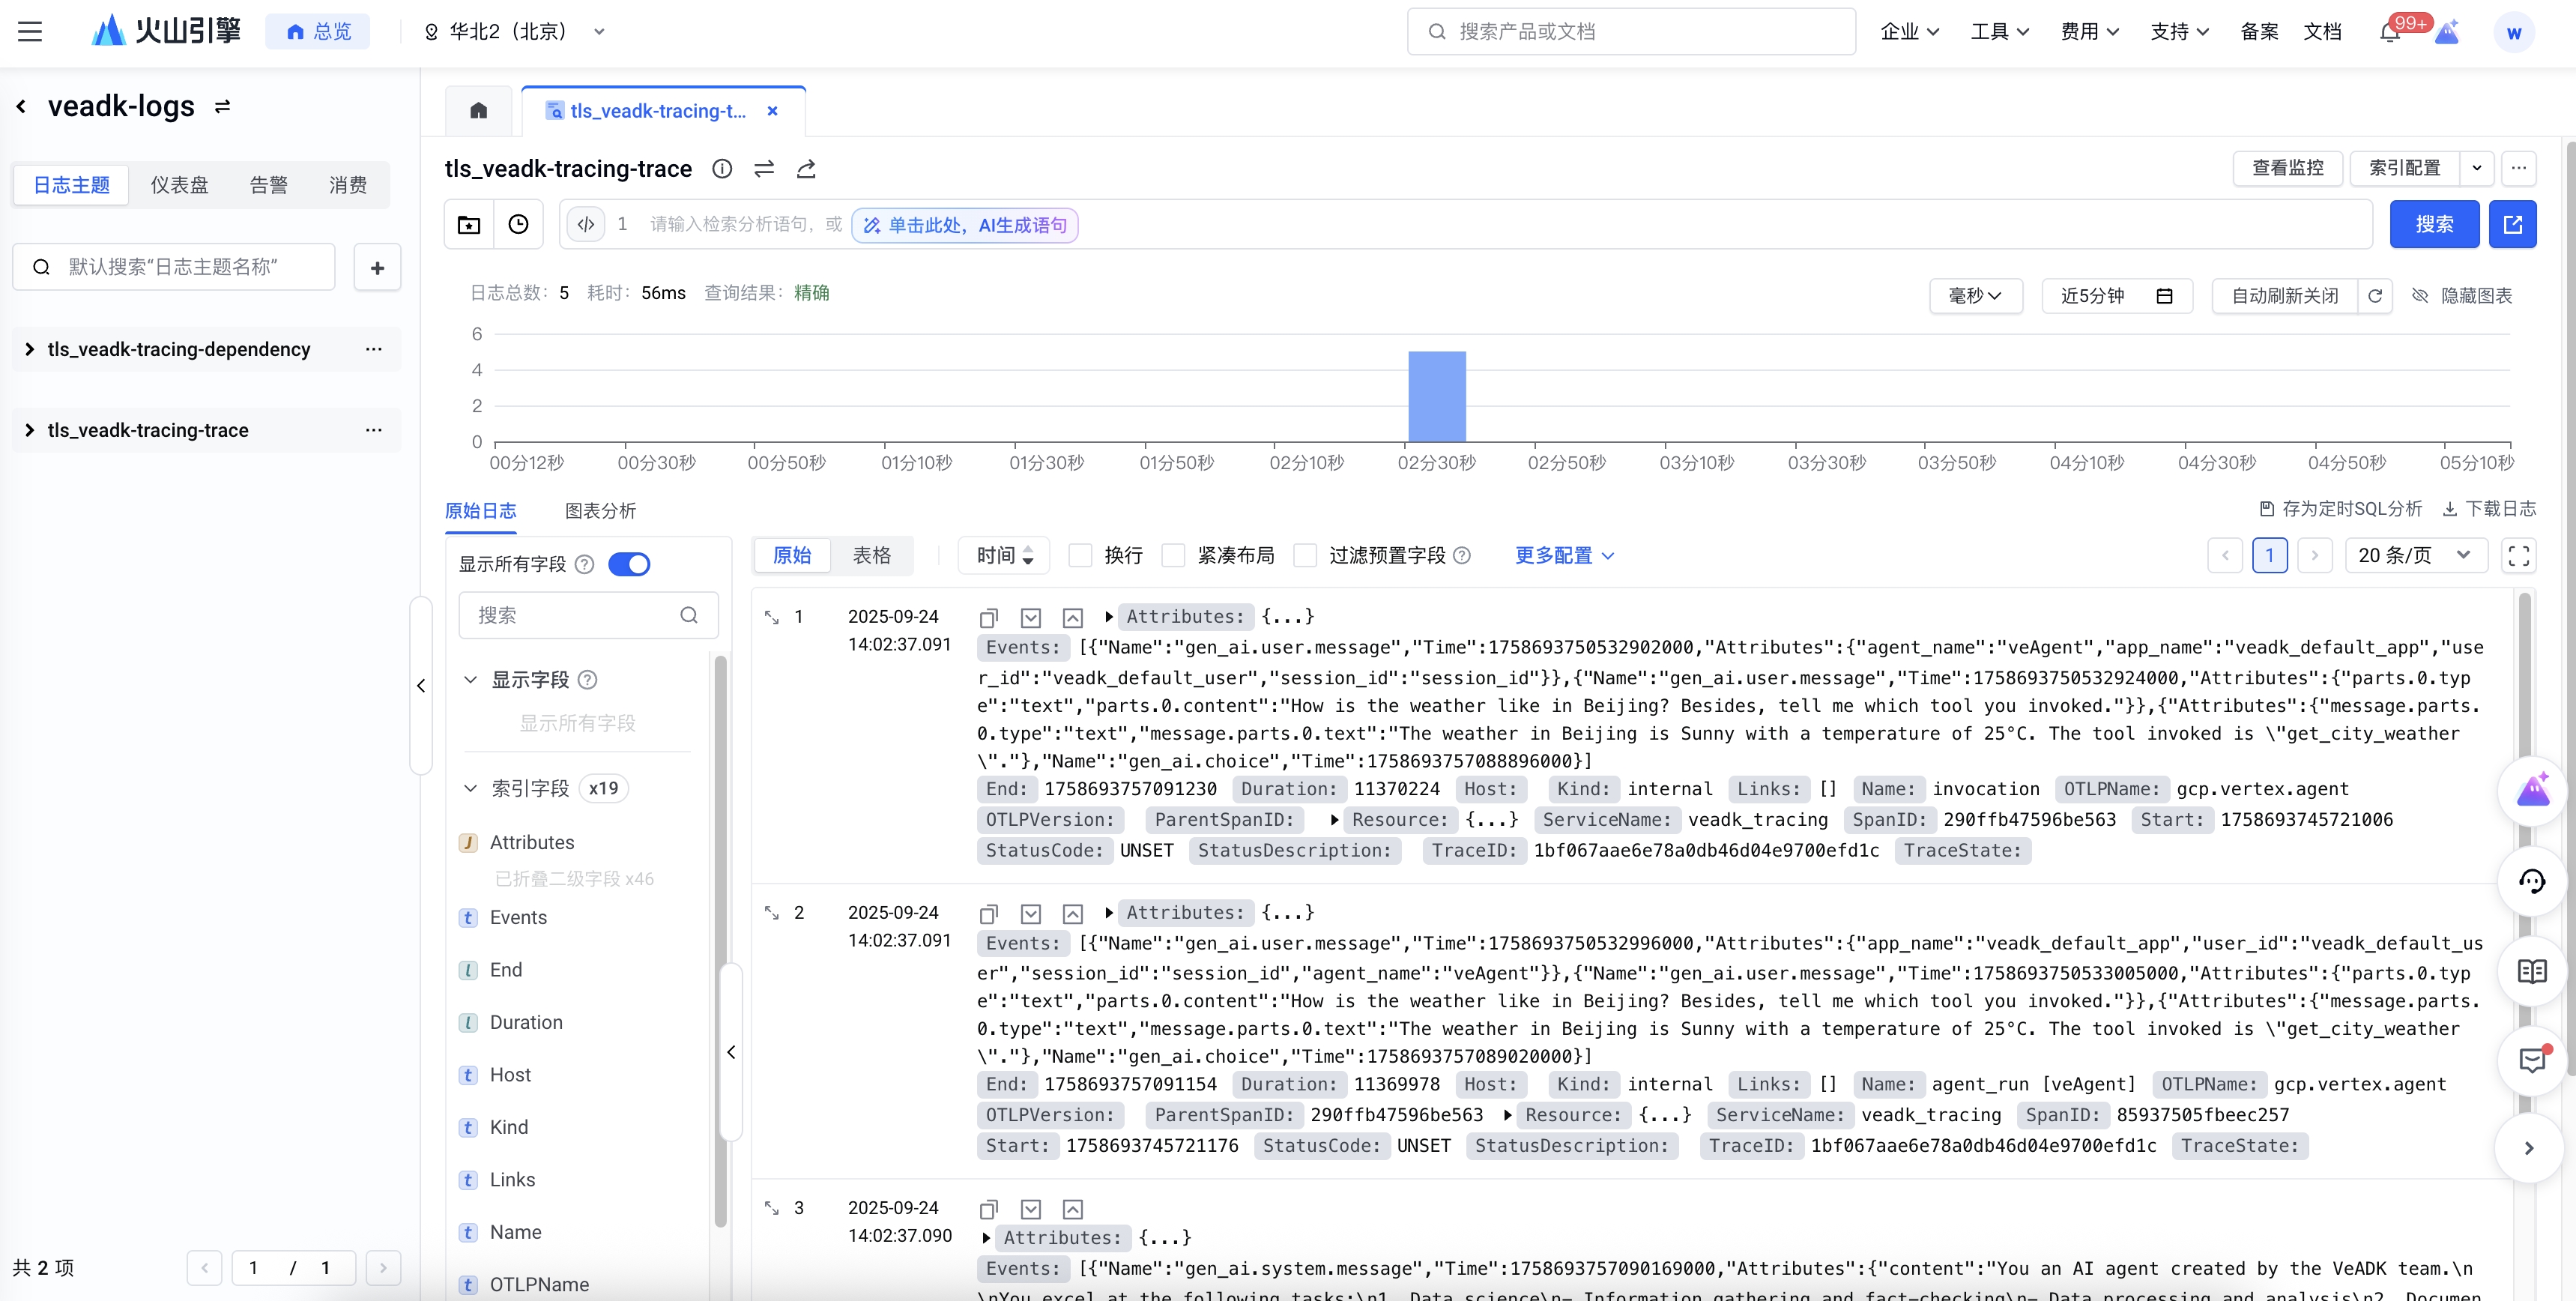 火山引擎 总览 华北2（北京） 搜索产品或文档 企业 工具 费用 支持 备案 文档 99+ w
veadk-logs
日志主题 仪表盘 告警 消费
默认搜索“日志主题名称” +
tls_veadk-tracing-dependency ...
tls_veadk-tracing-trace ...
共 2 项 1 / 1
tls_veadk-tracing-t...
tls_veadk-tracing-trace 查看监控 索引配置 ...
1 请输入检索分析语句，或 单击此处，AI生成语句 搜索
日志总数： 5 耗时： 56ms 查询结果： 精确 毫秒 近5分钟 自动刷新关闭 隐藏图表
6
4
2
0
00分12秒 00分30秒 00分50秒 01分10秒 01分30秒 01分50秒 02分10秒 02分30秒 02分50秒 03分10秒 03分30秒 03分50秒 04分10秒 04分30秒 04分50秒 05分10秒
原始日志 图表分析 存为定时SQL分析 下载日志
显示所有字段
搜索
显示字段
显示所有字段
索引字段 x19
J Attributes
已折叠二级字段 x46
t Events
l End
l Duration
t Host
t Kind
t Links
t Name
t OTLPName
原始 表格 时间 换行 紧凑布局 过滤预置字段 更多配置 1 20 条/页
1 2025-09-24 Attributes: {...}
14:02:37.091 Events: [{"Name":"gen_ai.user.message","Time":1758693750532902000,"Attributes":{"agent_name":"veAgent","app_name":"veadk_default_app","use
r_id":"veadk_default_user","session_id":"session_id"}},{"Name":"gen_ai.user.message","Time":1758693750532924000,"Attributes":{"parts.0.typ
e":"text","parts.0.content":"How is the weather like in Beijing? Besides, tell me which tool you invoked."}},{"Attributes":{"message.parts.
0.type":"text","message.parts.0.text":"The weather in Beijing is Sunny with a temperature of 25°C. The tool invoked is \"get_city_weather
\"."},"Name":"gen_ai.choice","Time":1758693757088896000}]
End: 1758693757091230 Duration: 11370224 Host: Kind: internal Links: [] Name: invocation OTLPName: gcp.vertex.agent
OTLPVersion: ParentSpanID: Resource: {...} ServiceName: veadk_tracing SpanID: 290ffb47596be563 Start: 1758693745721006
StatusCode: UNSET StatusDescription: TraceID: 1bf067aae6e78a0db46d04e9700efd1c TraceState:
2 2025-09-24 Attributes: {...}
14:02:37.091 Events: [{"Name":"gen_ai.user.message","Time":1758693750532996000,"Attributes":{"app_name":"veadk_default_app","user_id":"veadk_default_us
er","session_id":"session_id","agent_name":"veAgent"}},{"Name":"gen_ai.user.message","Time":1758693750533005000,"Attributes":{"parts.0.typ
e":"text","parts.0.content":"How is the weather like in Beijing? Besides, tell me which tool you invoked."}},{"Attributes":{"message.parts.
0.type":"text","message.parts.0.text":"The weather in Beijing is Sunny with a temperature of 25°C. The tool invoked is \"get_city_weather
\"."},"Name":"gen_ai.choice","Time":1758693757089020000}]
End: 1758693757091154 Duration: 11369978 Host: Kind: internal Links: [] Name: agent_run [veAgent] OTLPName: gcp.vertex.agent
OTLPVersion: ParentSpanID: 290ffb47596be563 Resource: {...} ServiceName: veadk_tracing SpanID: 85937505fbeec257
Start: 1758693745721176 StatusCode: UNSET StatusDescription: TraceID: 1bf067aae6e78a0db46d04e9700efd1c TraceState:
3 2025-09-24
14:02:37.090 Attributes: {...}
Events: [{"Name":"gen_ai.system.message","Time":1758693757090169000,"Attributes":{"content":"You an AI agent created by the VeADK team.\n
\nYou excel at the following tasks:\n1. Data science\n- Information gathering and fact-checking\n- Data processing and analysis\n2. Documen